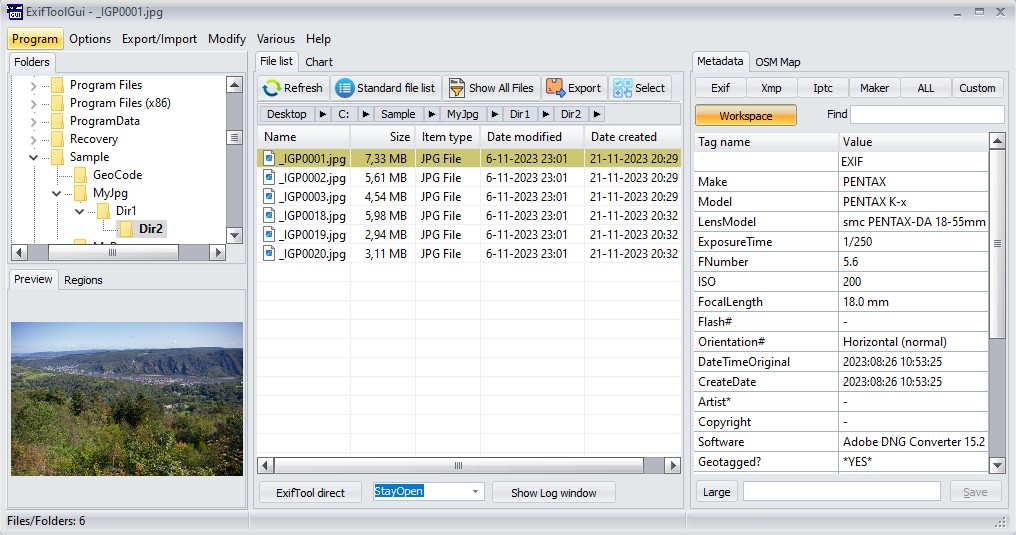 ExifToolGui - _IGP0001.jpg
Program Options Export/Import Modify Various Help
Folders
Program Files
Program Files (x86)
ProgramData
Recovery
Sample
GeoCode
MyJpg
Dir1
Dir2
Preview Regions
File list Chart
Refresh Standard file list Show All Files Export Select
Desktop C: Sample MyJpg Dir1 Dir2
Name Size Item type Date modified Date created
_IGP0001.jpg 7,33 MB JPG File 6-11-2023 23:01 21-11-2023 20:29
_IGP0002.jpg 5,61 MB JPG File 6-11-2023 23:01 21-11-2023 20:29
_IGP0003.jpg 4,54 MB JPG File 6-11-2023 23:01 21-11-2023 20:29
_IGP0018.jpg 5,98 MB JPG File 6-11-2023 23:01 21-11-2023 20:32
_IGP0019.jpg 2,94 MB JPG File 6-11-2023 23:01 21-11-2023 20:32
_IGP0020.jpg 3,11 MB JPG File 6-11-2023 23:01 21-11-2023 20:32
ExifTool direct StayOpen Show Log window
Metadata OSM Map
Exif Xmp Iptc Maker ALL Custom
Workspace Find
Tag name Value
EXIF
Make PENTAX
Model PENTAX K-x
LensModel smc PENTAX-DA 18-55mm
ExposureTime 1/250
FNumber 5.6
ISO 200
FocalLength 18.0 mm
Flash# -
Orientation# Horizontal (normal)
DateTimeOriginal 2023:08:26 10:53:25
CreateDate 2023:08:26 10:53:25
Artist* -
Copyright -
Software Adobe DNG Converter 15.2
Geotagged? *YES*
Large Save
Files/Folders: 6